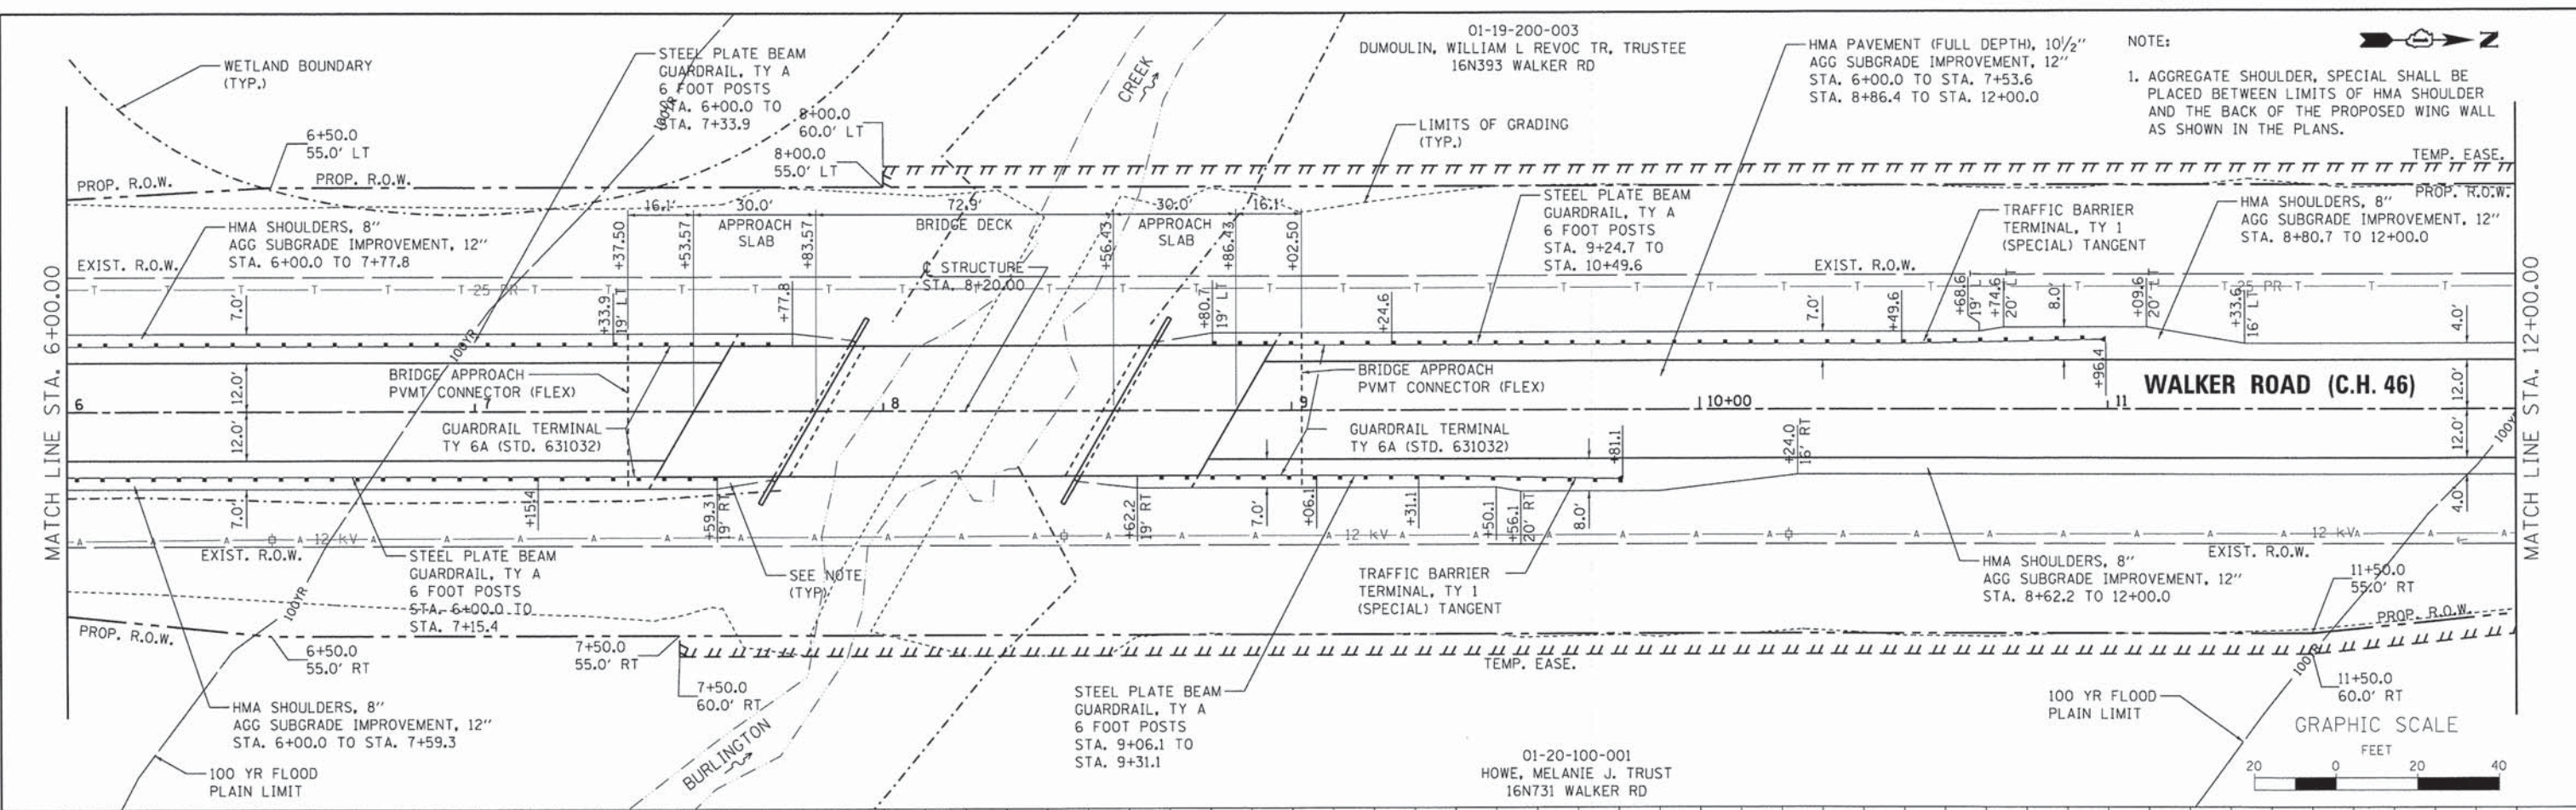 WETLAND BOUNDARY
(TYP.)
STEEL PLATE BEAM
GUARDRAIL, TY A
6 FOOT POSTS
STA. 6+00.0 TO
STA. 7+33.9
100YR
CREEK
01-19-200-003
DUMOULIN, WILLIAM L REVOC TR, TRUSTEE
16N393 WALKER RD
HMA PAVEMENT (FULL DEPTH), 10½"
AGG SUBGRADE IMPROVEMENT, 12"
STA. 6+00.0 TO STA. 7+53.6
STA. 8+86.4 TO STA. 12+00.0
NOTE:
1. AGGREGATE SHOULDER, SPECIAL SHALL BE
PLACED BETWEEN LIMITS OF HMA SHOULDER
AND THE BACK OF THE PROPOSED WING WALL
AS SHOWN IN THE PLANS.
N
6+50.0
55.0' LT
8+00.0
60.0' LT
8+00.0
55.0' LT
LIMITS OF GRADING
(TYP.)
TEMP. EASE.
PROP. R.O.W.
PROP. R.O.W.
PROP. R.O.W.
HMA SHOULDERS, 8"
AGG SUBGRADE IMPROVEMENT, 12"
STA. 6+00.0 TO 7+77.8
16.1'
30.0'
72.9'
30.0'
16.1'
APPROACH
SLAB
BRIDGE DECK
APPROACH
SLAB
+37.50
+53.57
+83.57
+56.43
+86.43
+02.50
STEEL PLATE BEAM
GUARDRAIL, TY A
6 FOOT POSTS
STA. 9+24.7 TO
STA. 10+49.6
TRAFFIC BARRIER
TERMINAL, TY 1
(SPECIAL) TANGENT
HMA SHOULDERS, 8"
AGG SUBGRADE IMPROVEMENT, 12"
STA. 8+80.7 TO 12+00.0
EXIST. R.O.W.
℄ STRUCTURE
STA. 8+20.00
EXIST. R.O.W.
T 25 PR T
T 25 PR T
7.0'
+33.9
19' LT
+77.8
+80.7
19' LT
+24.6
7.0'
+49.6
+68.6
19' LT
+74.6
20' LT
8.0'
+09.6
20' LT
+33.6
16' LT
4.0'
MATCH LINE STA. 6+00.00
MATCH LINE STA. 12+00.00
100YR
BRIDGE APPROACH
PVMT CONNECTOR (FLEX)
BRIDGE APPROACH
PVMT CONNECTOR (FLEX)
+96.4
WALKER ROAD (C.H. 46)
12.0'
12.0'
6
7
8
9
10+00
11
12.0'
12.0'
GUARDRAIL TERMINAL
TY 6A (STD. 631032)
GUARDRAIL TERMINAL
TY 6A (STD. 631032)
+81.1
+24.0
16' RT
100YR
7.0'
+15.4
+59.3
19' RT
+62.2
19' RT
7.0'
+06.1
+31.1
+50.1
+56.1
20' RT
8.0'
4.0'
12 kV
12 kV
12 kV
EXIST. R.O.W.
EXIST. R.O.W.
STEEL PLATE BEAM
GUARDRAIL, TY A
6 FOOT POSTS
STA. 6+00.0 TO
STA. 7+15.4
SEE NOTE
(TYP)
TRAFFIC BARRIER
TERMINAL, TY 1
(SPECIAL) TANGENT
HMA SHOULDERS, 8"
AGG SUBGRADE IMPROVEMENT, 12"
STA. 8+62.2 TO 12+00.0
11+50.0
55.0' RT
100YR
PROP. R.O.W.
PROP. R.O.W.
6+50.0
55.0' RT
7+50.0
55.0' RT
7+50.0
60.0' RT
TEMP. EASE.
100YR
11+50.0
60.0' RT
HMA SHOULDERS, 8"
AGG SUBGRADE IMPROVEMENT, 12"
STA. 6+00.0 TO STA. 7+59.3
STEEL PLATE BEAM
GUARDRAIL, TY A
6 FOOT POSTS
STA. 9+06.1 TO
STA. 9+31.1
100 YR FLOOD
PLAIN LIMIT
BURLINGTON
100 YR FLOOD
PLAIN LIMIT
01-20-100-001
HOWE, MELANIE J. TRUST
16N731 WALKER RD
GRAPHIC SCALE
FEET
20 0 20 40